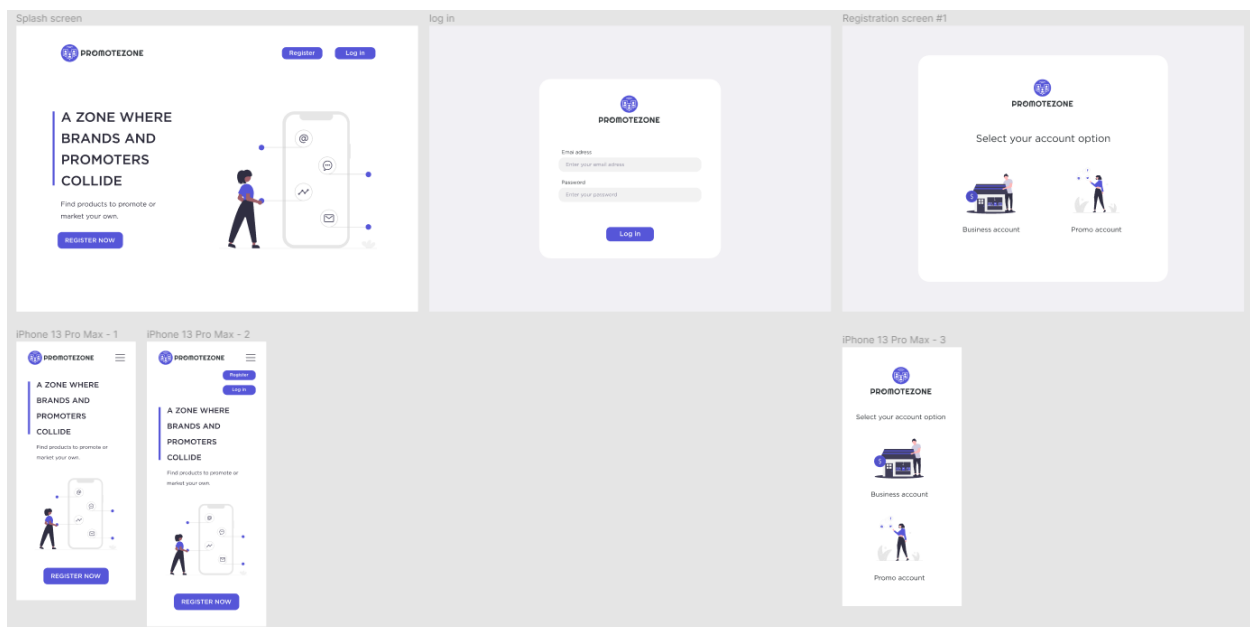 Splash screen
PROMOTEZONE
Register
Log in
A ZONE WHERE
BRANDS AND
PROMOTERS
COLLIDE
Find products to promote or
market your own.
REGISTER NOW
@
log in
PROMOTEZONE
Emai adress
Enter your email adress
Password
Enter your password
Log in
Registration screen #1
PROMOTEZONE
Select your account option
$
Business account
Promo account
iPhone 13 Pro Max - 1
PROMOTEZONE
A ZONE WHERE
BRANDS AND
PROMOTERS
COLLIDE
Find products to promote or
market your own.
@
REGISTER NOW
iPhone 13 Pro Max - 2
PROMOTEZONE
Register
Log in
A ZONE WHERE
BRANDS AND
PROMOTERS
COLLIDE
Find products to promote or
market your own.
@
REGISTER NOW
iPhone 13 Pro Max - 3
PROMOTEZONE
Select your account option
$
Business account
Promo account